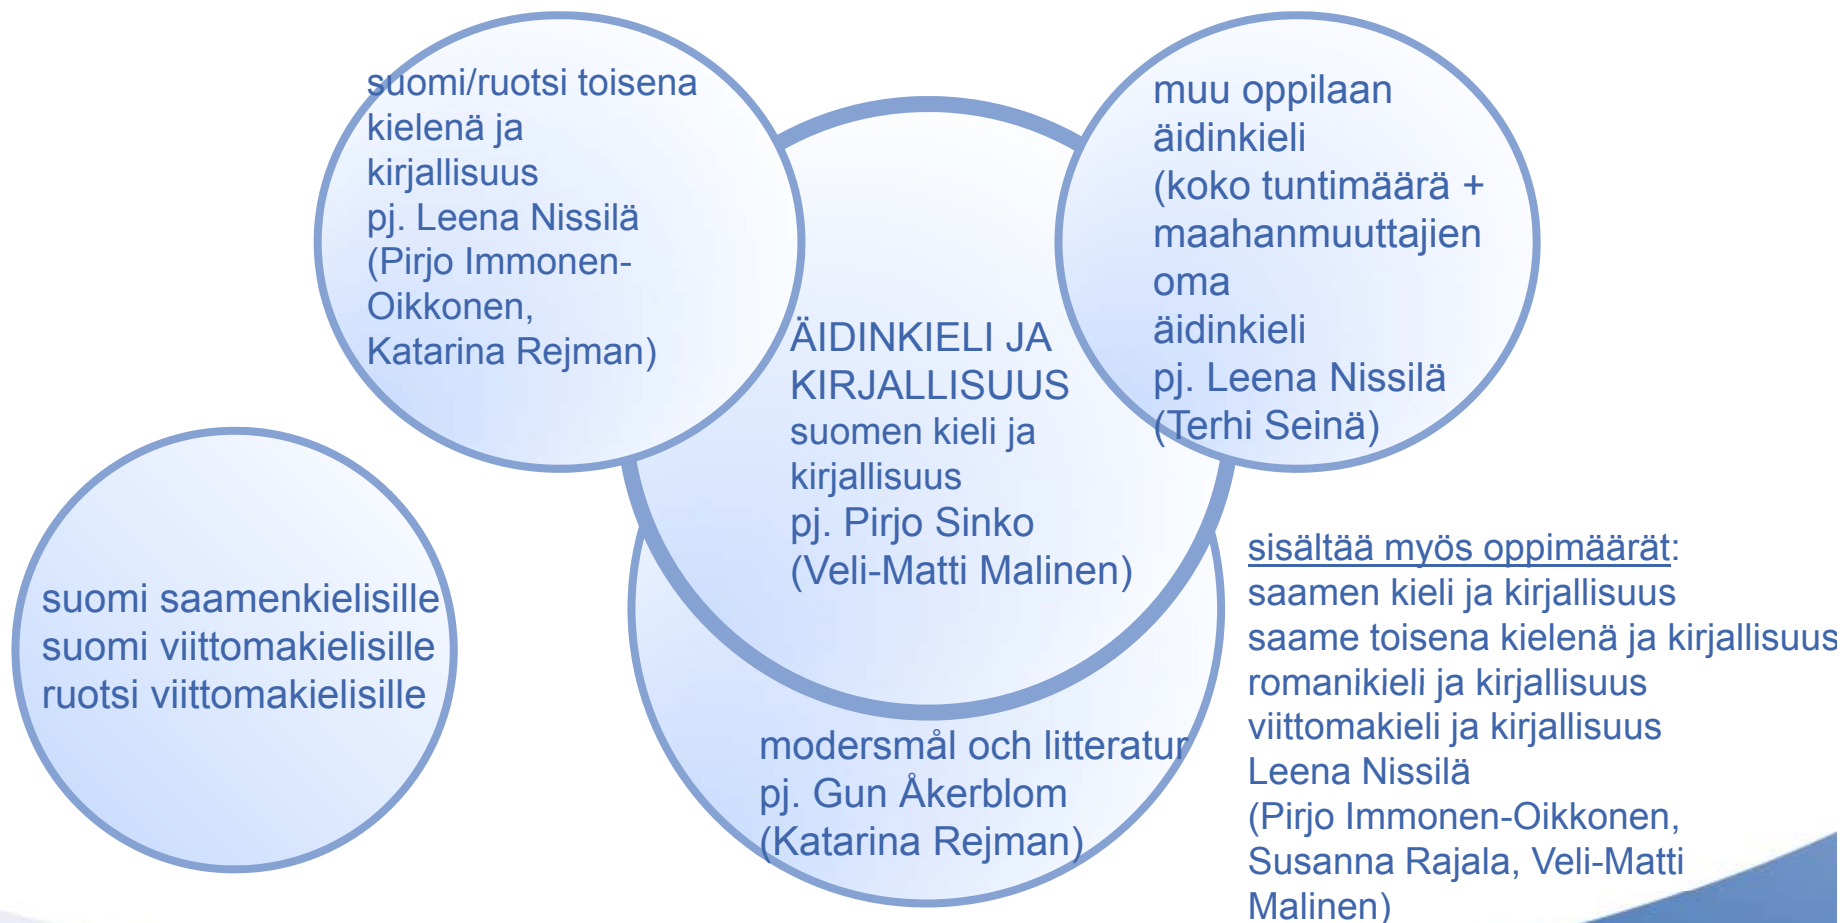 suomi/ruotsi toisena
kielenä ja
kirjallisuus
pj. Leena Nissilä
(Pirjo Immonen-
Oikkonen,
Katarina Rejman)
muu oppilaan
äidinkieli
(koko tuntimäärä +
maahanmuuttajien
oma
äidinkieli
pj. Leena Nissilä
(Terhi Seinä)
ÄIDINKIELI JA
KIRJALLISUUS
suomen kieli ja
kirjallisuus
pj. Pirjo Sinko
(Veli-Matti Malinen)
suomi saamenkielisille
suomi viittomakielisille
ruotsi viittomakielisille
modersmål och litteratur
pj. Gun Åkerblom
(Katarina Rejman)
sisältää myös oppimäärät:
saamen kieli ja kirjallisuus
saame toisena kielenä ja kirjallisuus
romanikieli ja kirjallisuus
viittomakieli ja kirjallisuus
Leena Nissilä
(Pirjo Immonen-Oikkonen,
Susanna Rajala, Veli-Matti
Malinen)